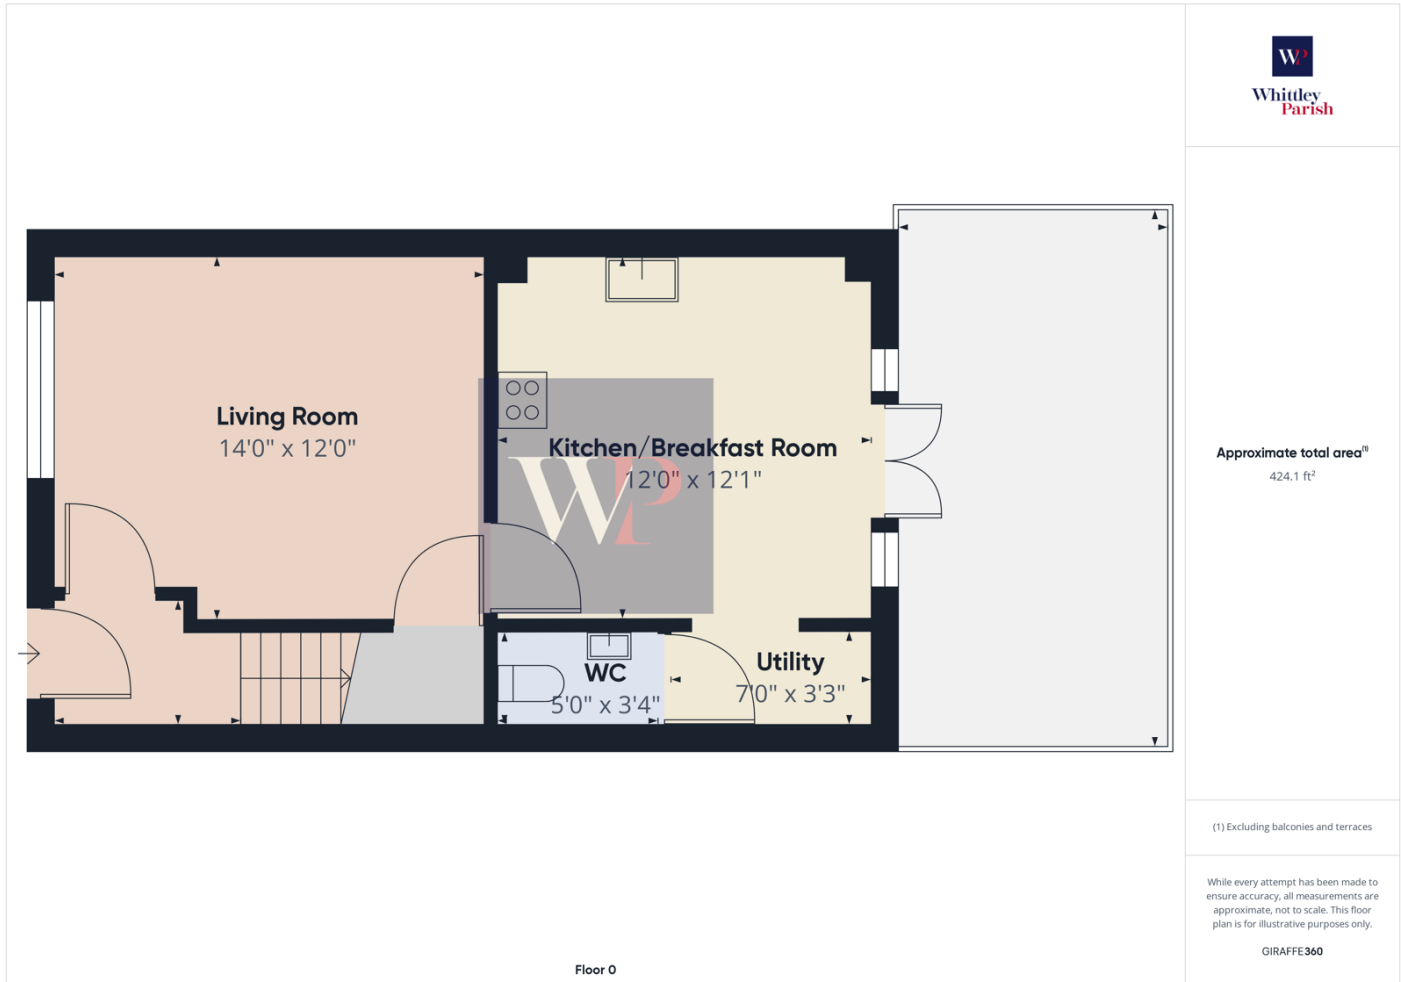 WP
Whittley
Parish
Living Room
14'0" x 12'0"
Kitchen/Breakfast Room
12'0" x 12'1"
WP
WC
5'0" x 3'4"
Utility
7'0" x 3'3"
Approximate total area⁽¹⁾
424.1 ft²
(1) Excluding balconies and terraces
While every attempt has been made to
ensure accuracy, all measurements are
approximate, not to scale. This floor
plan is for illustrative purposes only.
GIRAFFE360
Floor 0